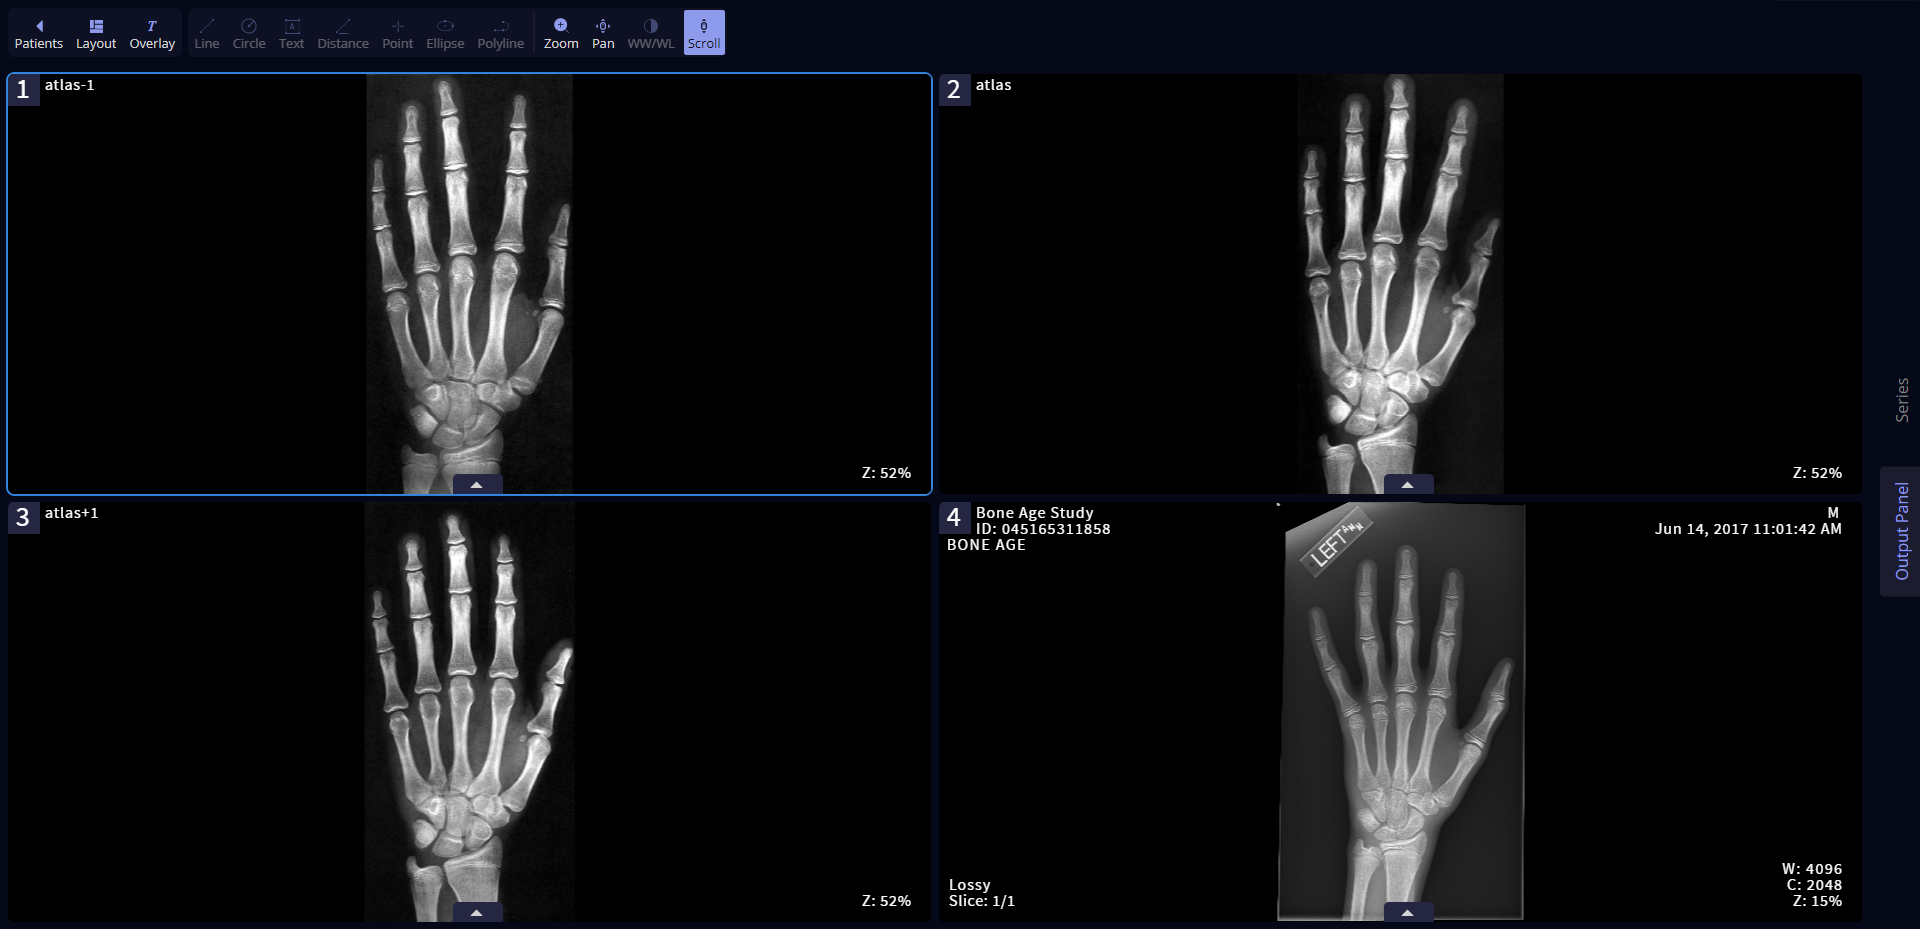 Patients Layout Overlay Line Circle Text Distance Point Ellipse Polyline Zoom Pan WW/WL Scroll
1 atlas-1
Z: 52%
2 atlas
Z: 52%
3 atlas+1
Z: 52%
4 Bone Age Study
ID: 045165311858
BONE AGE
M
Jun 14, 2017 11:01:42 AM
LEFT
Lossy
Slice: 1/1
W: 4096
C: 2048
Z: 15%
Series
Output Panel